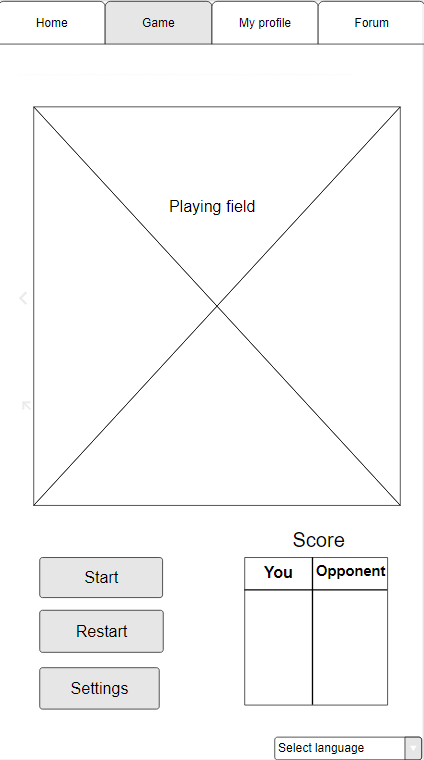 Home Game My profile Forum
Playing field
Score
You Opponent
Start
Restart
Settings
Select language